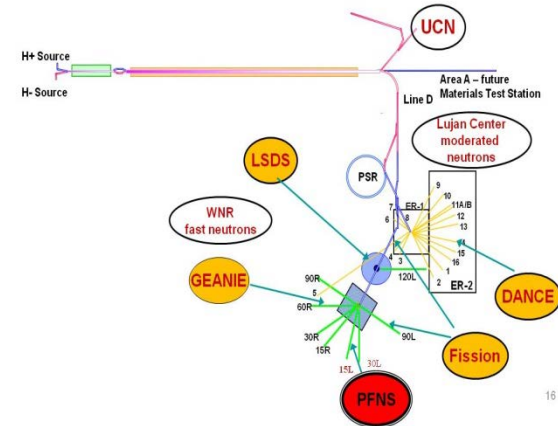 UCN
H+ Source
H- Source
Area A – future
Materials Test Station
Line D
Lujan Center
moderated
neutrons
LSDS
PSR
WNR
fast neutrons
ER-1
7
6
8
4
3
9
10
11A/B
12
13
15
16
1
2
ER-2
120L
GEANIE
90R
5
60R
30R
15R
15L
30L
90L
DANCE
Fission
PFNS
16